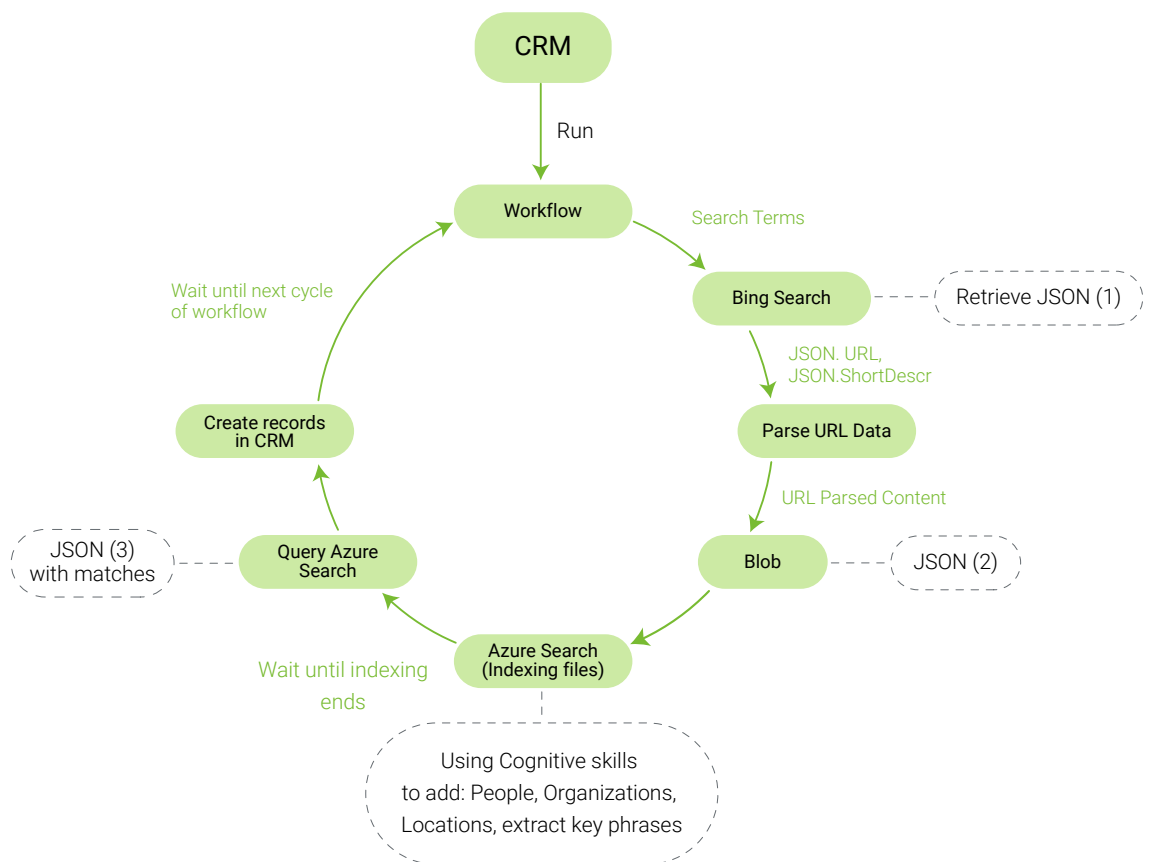 CRM
Run
Workflow
Search Terms
Bing Search
Retrieve JSON (1)
Wait until next cycle
of workflow
JSON. URL,
JSON.ShortDescr
Create records
in CRM
Parse URL Data
URL Parsed Content
JSON (3)
with matches
Query Azure
Search
Blob
JSON (2)
Azure Search
(Indexing files)
Wait until indexing
ends
Using Cognitive skills
to add: People, Organizations,
Locations, extract key phrases